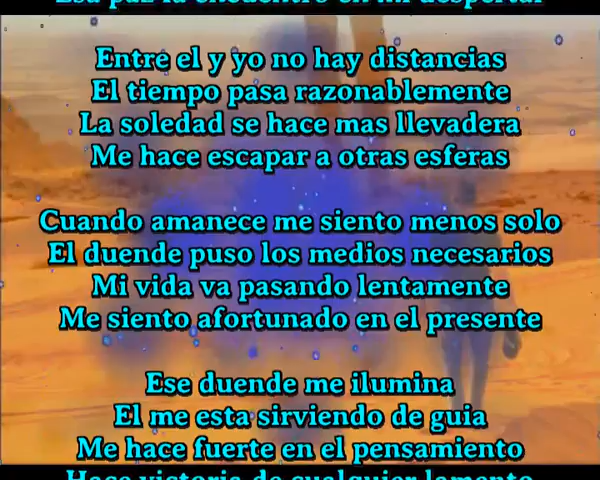 Esa paz la encuentro en mi despertar
Entre el y yo no hay distancias
El tiempo pasa razonablemente
La soledad se hace mas llevadera
Me hace escapar a otras esferas
Cuando amanece me siento menos solo
El duende puso los medios necesarios
Mi vida va pasando lentamente
Me siento afortunado en el presente
Ese duende me ilumina
El me esta sirviendo de guia
Me hace fuerte en el pensamiento
Hace victoria de cualquier lamento